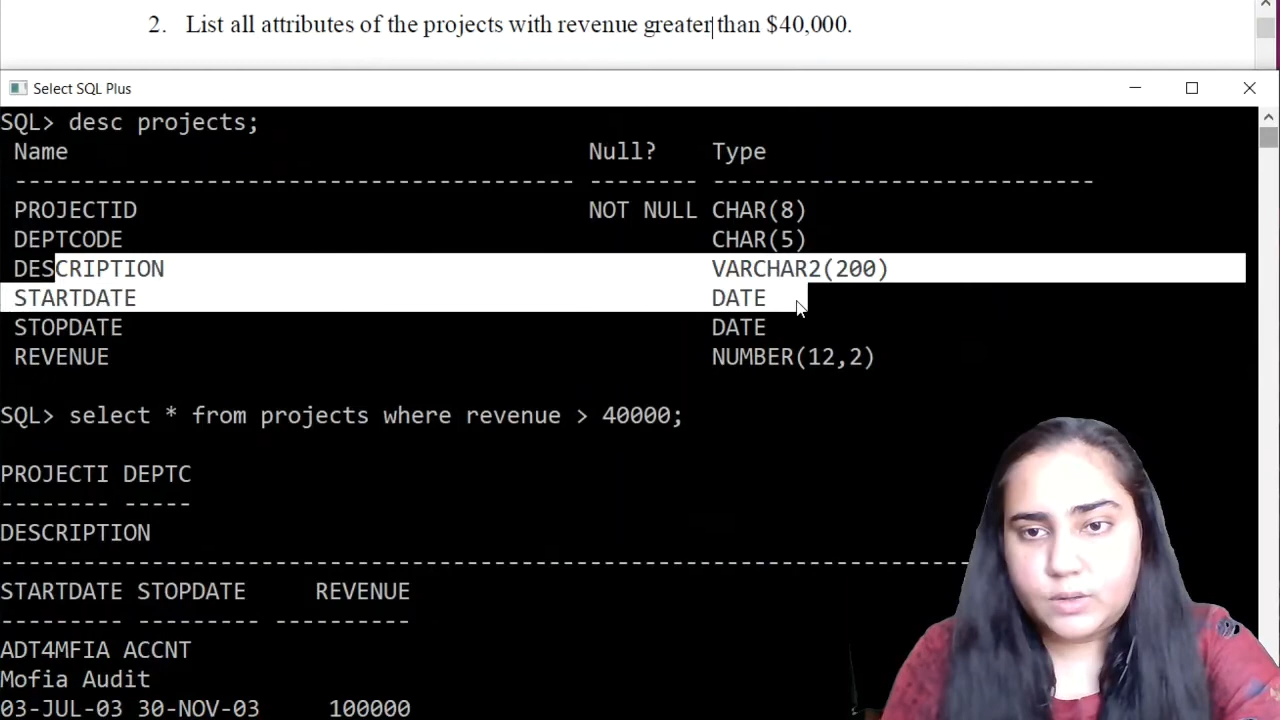 2. List all attributes of the projects with revenue greater than $40,000.
Select SQL Plus
SQL> desc projects;
Name Null? Type
----------------------------------------- -------- ----------------------------
PROJECTID NOT NULL CHAR(8)
DEPTCODE CHAR(5)
DESCRIPTION VARCHAR2(200)
STARTDATE DATE
STOPDATE DATE
REVENUE NUMBER(12,2)
SQL> select * from projects where revenue > 40000;
PROJECTI DEPTC
-------- -----
DESCRIPTION
-----------------------------------------------------------------------
STARTDATE STOPDATE REVENUE
--------- --------- ----------
ADT4MFIA ACCNT
Mofia Audit
03-JUL-03 30-NOV-03 100000